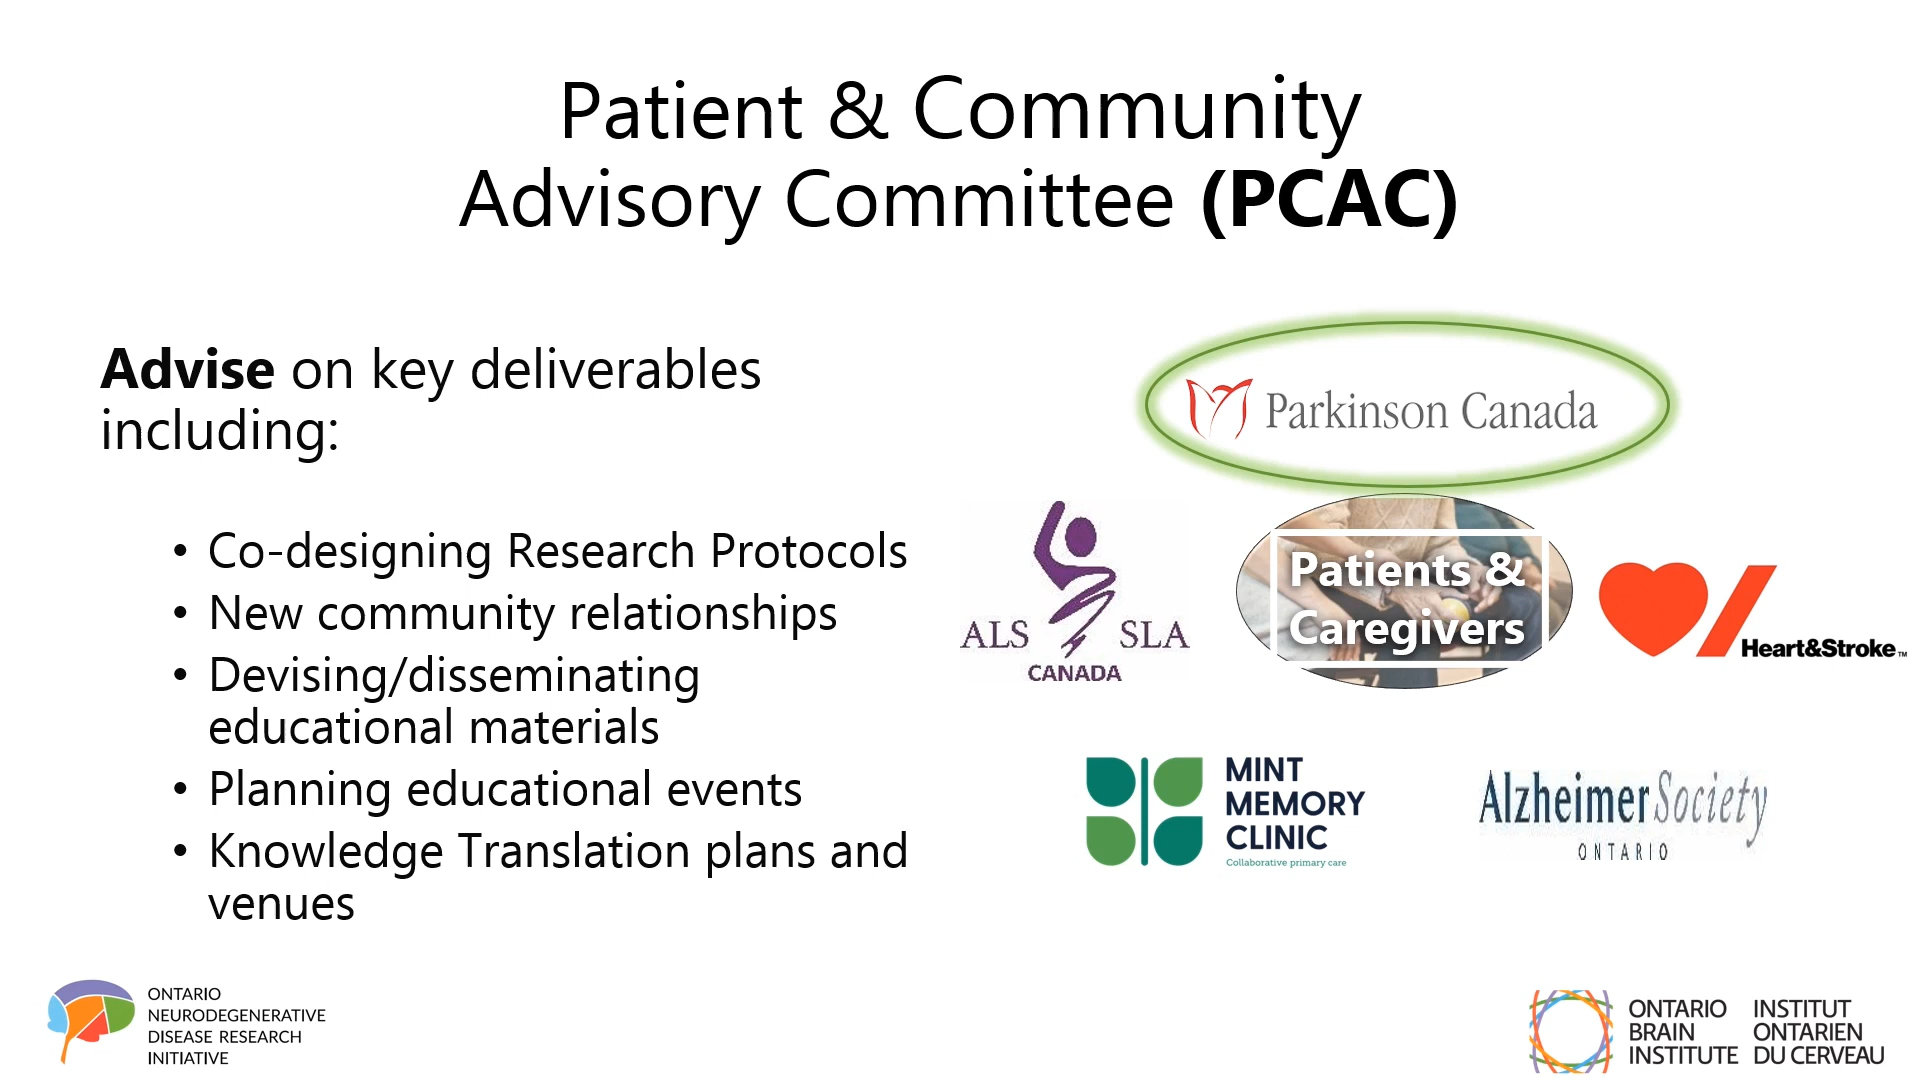 Patient & Community
Advisory Committee (PCAC)
Advise on key deliverables
including:
• Co-designing Research Protocols
• New community relationships
• Devising/disseminating
educational materials
• Planning educational events
• Knowledge Translation plans and
venues
Parkinson Canada
ALS SLA
CANADA
Patients &
Caregivers
Heart&Stroke™
MINT
MEMORY
CLINIC
Collaborative primary care
Alzheimer Society
ONTARIO
ONTARIO
NEURODEGENERATIVE
DISEASE RESEARCH
INITIATIVE
ONTARIO
BRAIN
INSTITUTE
INSTITUT
ONTARIEN
DU CERVEAU